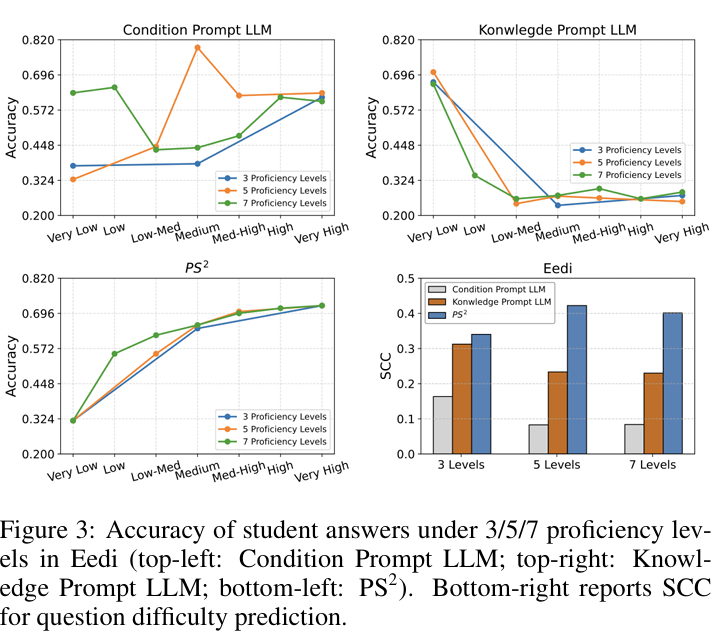 Condition Prompt LLM
Accuracy
0.820
0.696
0.572
0.448
0.324
0.200
3 Proficiency Levels
5 Proficiency Levels
7 Proficiency Levels
Very Low Low Low-Med Medium Med-High High Very High
Konwlegde Prompt LLM
Accuracy
0.820
0.696
0.572
0.448
0.324
0.200
3 Proficiency Levels
5 Proficiency Levels
7 Proficiency Levels
Very Low Low Low-Med Medium Med-High High Very High
PS²
Accuracy
0.820
0.696
0.572
0.448
0.324
0.200
3 Proficiency Levels
5 Proficiency Levels
7 Proficiency Levels
Very Low Low Low-Med Medium Med-High High Very High
Eedi
SCC
0.5
0.4
0.3
0.2
0.1
0.0
Condition Prompt LLM
Knowledge Prompt LLM
PS²
3 Levels 5 Levels 7 Levels
Figure 3: Accuracy of student answers under 3/5/7 proficiency lev-
els in Eedi (top-left: Condition Prompt LLM; top-right: Knowl-
edge Prompt LLM; bottom-left: PS²). Bottom-right reports SCC
for question difficulty prediction.